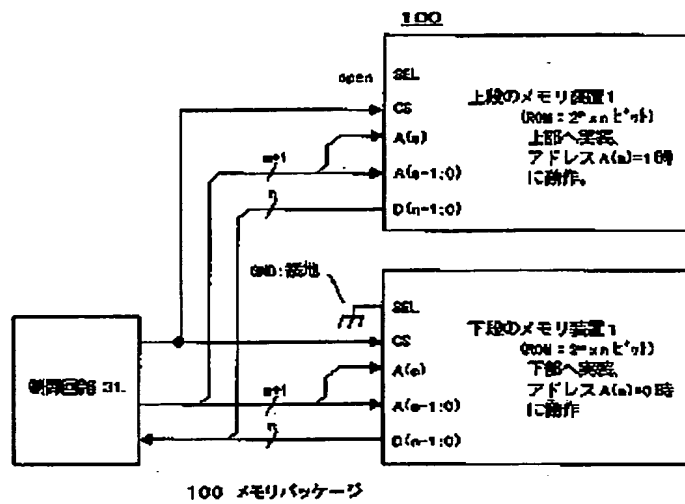 100
open
SEL
CS
A(m)
A(m-1:0)
D(n-1:0)
上段のメモリ装置1
(ROM = 2ᵐ×nビット)
上部へ実装、
アドレスA(m)=1時
に動作。
m+1
n
GND:接地
SEL
CS
A(m)
A(m-1:0)
D(n-1:0)
下段のメモリ装置1
(ROM = 2ᵐ×nビット)
下部へ実装、
アドレスA(m)=0時
に動作
制御回路 31
m+1
n
100 メモリパッケージ